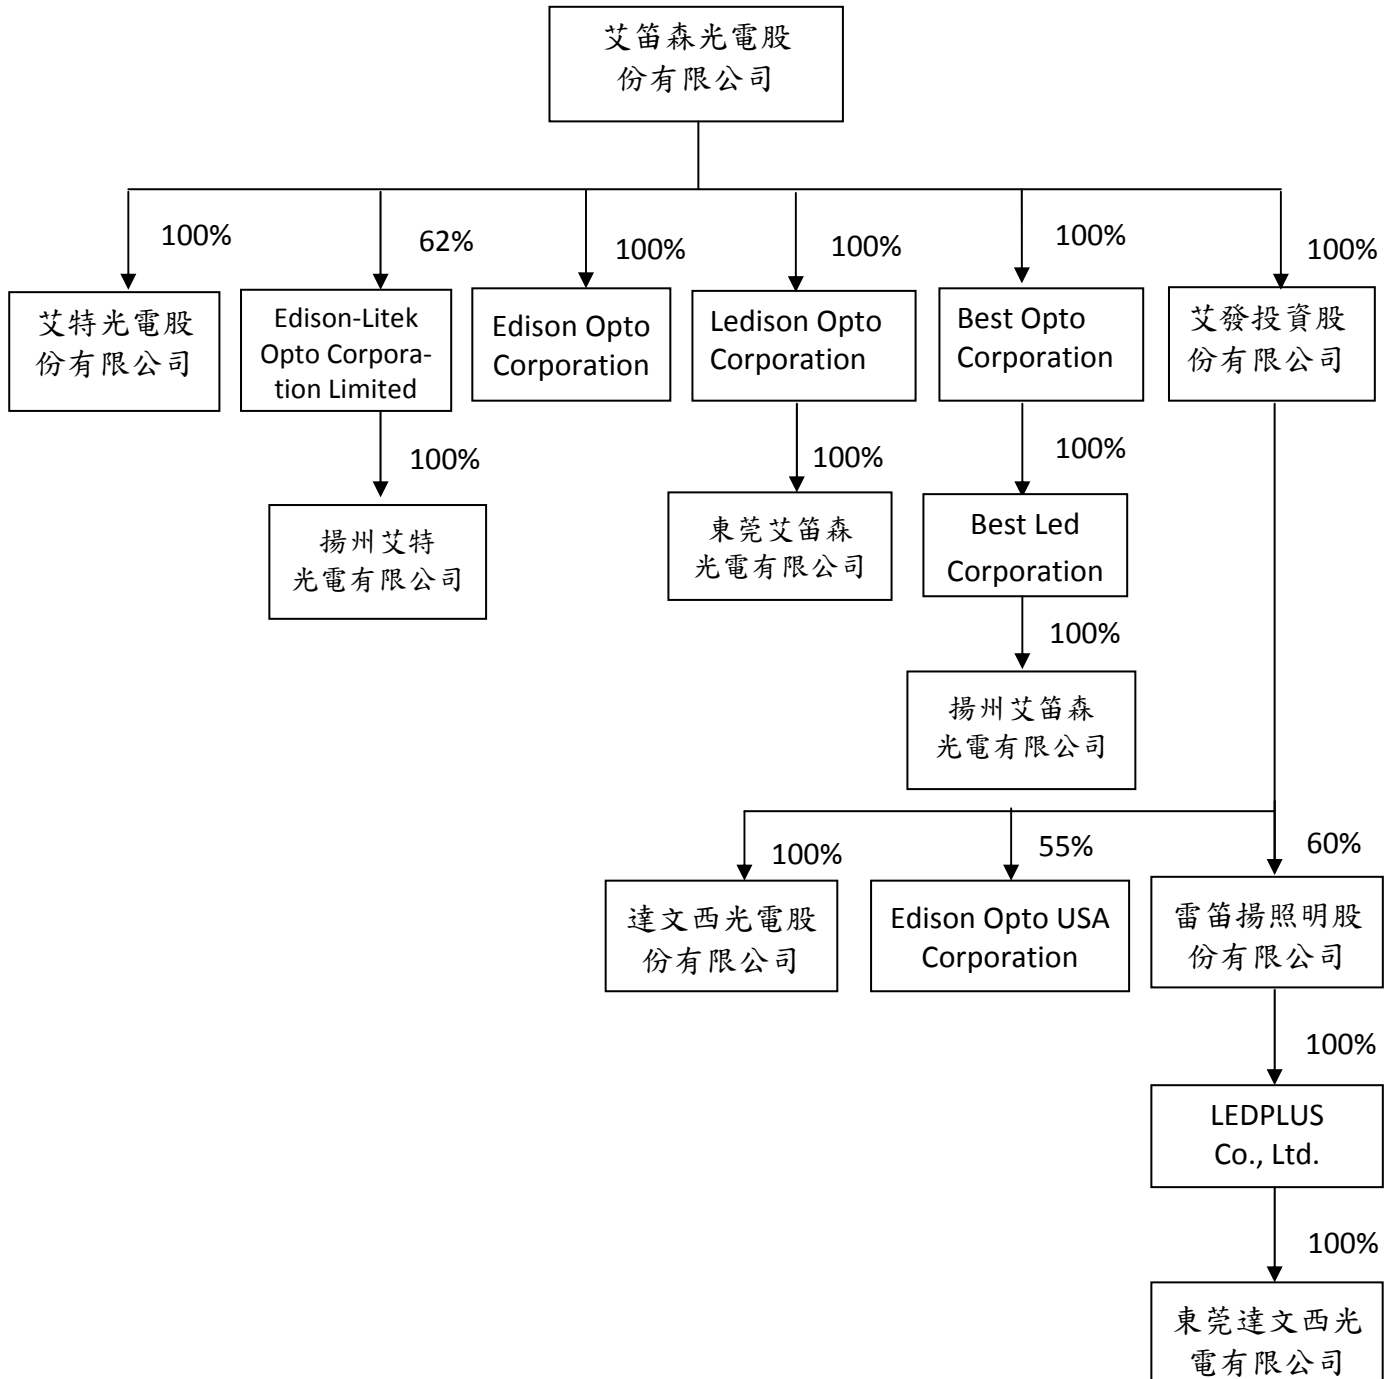 艾笛森光電股
份有限公司
100%
62%
100%
100%
100%
100%
艾特光電股
份有限公司
Edison-Litek
Opto Corpora-
tion Limited
Edison Opto
Corporation
Ledison Opto
Corporation
Best Opto
Corporation
艾發投資股
份有限公司
100%
100%
100%
揚州艾特
光電有限公司
東莞艾笛森
光電有限公司
Best Led
Corporation
100%
揚州艾笛森
光電有限公司
100%
55%
60%
達文西光電股
份有限公司
Edison Opto USA
Corporation
雷笛揚照明股
份有限公司
100%
LEDPLUS
Co., Ltd.
100%
東莞達文西光
電有限公司